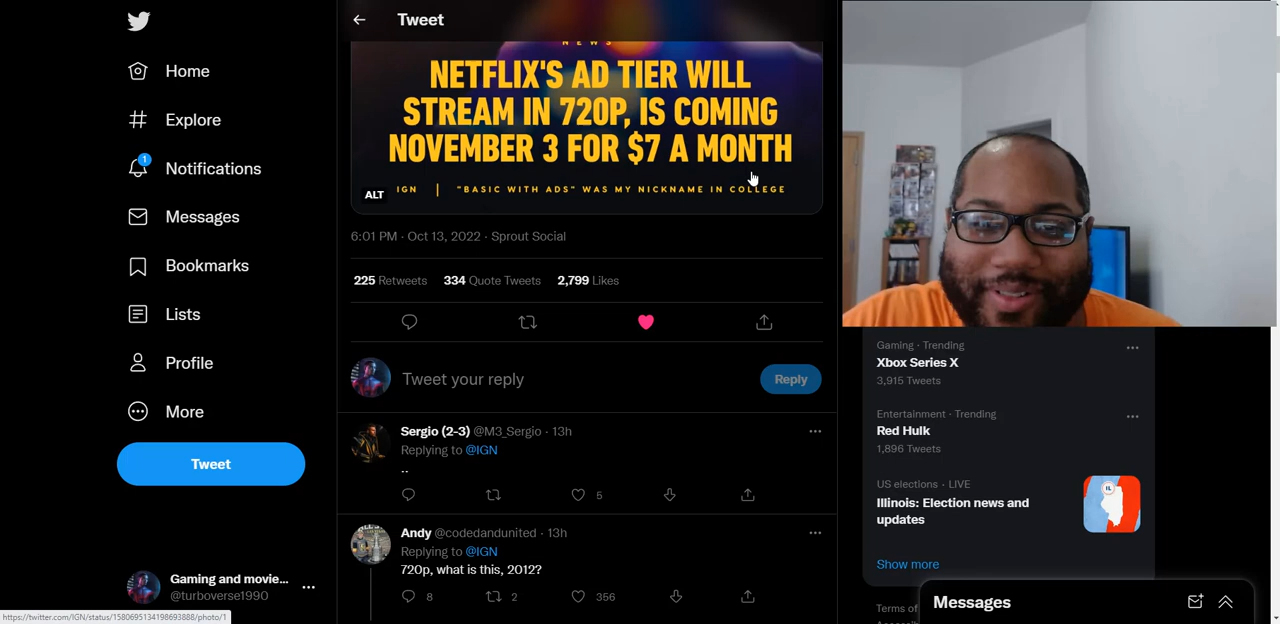 Home
Explore
1
Notifications
Messages
Bookmarks
Lists
Profile
More
Tweet
Gaming and movie...
@turboverse1990
https://twitter.com/IGN/status/1580695134198693888/photo/1
Tweet
NEWS
NETFLIX'S AD TIER WILL
STREAM IN 720P, IS COMING
NOVEMBER 3 FOR $7 A MONTH
ALT
IGN | "BASIC WITH ADS" WAS MY NICKNAME IN COLLEGE
6:01 PM · Oct 13, 2022 · Sprout Social
225 Retweets 334 Quote Tweets 2,799 Likes
Tweet your reply
Reply
Sergio (2-3) @M3_Sergio · 13h
Replying to @IGN
..
5
Andy @codedandunited · 13h
Replying to @IGN
720p, what is this, 2012?
8 2 356
Gaming · Trending
Xbox Series X
3,915 Tweets
Entertainment · Trending
Red Hulk
1,896 Tweets
US elections · LIVE
Illinois: Election news and
updates
Show more
Terms of
Messages